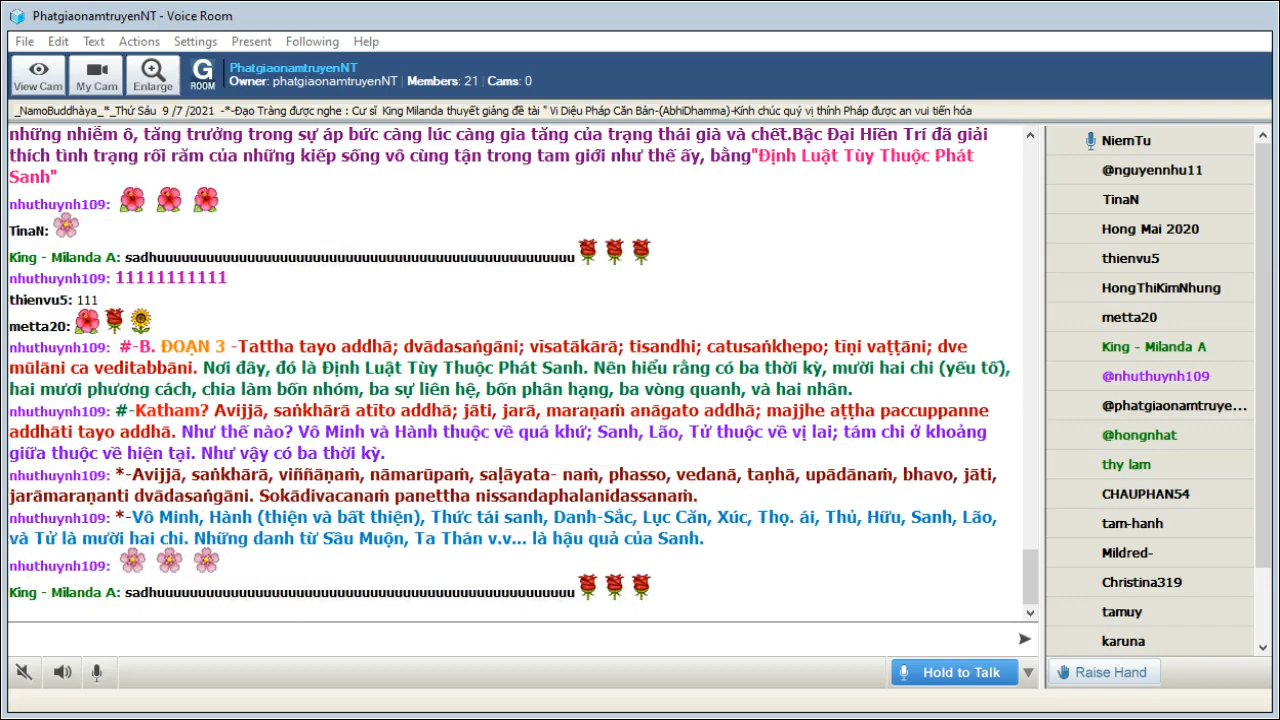 PhatgiaonamtruyenNT - Voice Room
File Edit Text Actions Settings Present Following Help
View Cam
My Cam
Enlarge
G
ROOM
PhatgiaonamtruyenNT
Owner: phatgiaonamtruyenNT Members: 21 Cams: 0
_NamoBuddhàya_*_Thứ Sáu 9 /7 /2021 -*-Đạo Tràng được nghe : Cư sĩ King Milanda thuyết giảng đề tài " Vi Diệu Pháp Căn Bản-(AbhiDhamma)-Kính chúc quý vị thính Pháp được an vui tiến hóa
những nhiễm ô, tăng trưởng trong sự áp bức càng lúc càng gia tăng của trạng thái già và chết.Bậc Đại Hiền Trí đã giải
thích tình trạng rối răm của những kiếp sống vô cùng tận trong tam giới như thế ấy, bằng"Định Luật Tùy Thuộc Phát
Sanh"
nhuthuynh109:
TinaN:
King - Milanda A: sadhuuuuuuuuuuuuuuuuuuuuuuuuuuuuuuuuuuuuuuuuuuuuuuuuu
nhuthuynh109: 11111111111
thienvu5: 111
metta20:
nhuthuynh109: #-B. ĐOẠN 3 -Tattha tayo addhā; dvādasaṅgāni; vīsatākārā; tisandhi; catusaṅkhepo; tīṇi vaṭṭāni; dve
mūlāni ca veditabbāni. Nơi đây, đó là Định Luật Tùy Thuộc Phát Sanh. Nên hiểu rằng có ba thời kỳ, mười hai chi (yếu tố),
hai mươi phương cách, chia làm bốn nhóm, ba sự liên hệ, bốn phân hạng, ba vòng quanh, và hai nhân.
nhuthuynh109: #-Katham? Avijjā, saṅkhārā atīto addhā; jāti, jarā, maraṇaṁ anāgato addhā; majjhe aṭṭha paccuppanne
addhāti tayo addhā. Như thế nào? Vô Minh và Hành thuộc về quá khứ; Sanh, Lão, Tử thuộc về vị lai; tám chi ở khoảng
giữa thuộc về hiện tại. Như vậy có ba thời kỳ.
nhuthuynh109: *-Avijjā, saṅkhārā, viññāṇaṁ, nāmarūpaṁ, saḷāyata- naṁ, phasso, vedanā, taṇhā, upādānaṁ, bhavo, jāti,
jarāmaraṇanti dvādasaṅgāni. Sokādivacanaṁ panettha nissandaphalanidassanaṁ.
nhuthuynh109: *-Vô Minh, Hành (thiện và bất thiện), Thức tái sanh, Danh-Sắc, Lục Căn, Xúc, Thọ. ái, Thủ, Hữu, Sanh, Lão,
và Tử là mười hai chi. Những danh từ Sầu Muộn, Ta Thán v.v... là hậu quả của Sanh.
nhuthuynh109:
King - Milanda A: sadhuuuuuuuuuuuuuuuuuuuuuuuuuuuuuuuuuuuuuuuuuuuuuuuuu
NiemTu
@nguyennhu11
TinaN
Hong Mai 2020
thienvu5
HongThiKimNhung
metta20
King - Milanda A
@nhuthuynh109
@phatgiaonamtruye...
@hongnhat
thy lam
CHAUPHAN54
tam-hanh
Mildred-
Christina319
tamuy
karuna
Hold to Talk
Raise Hand